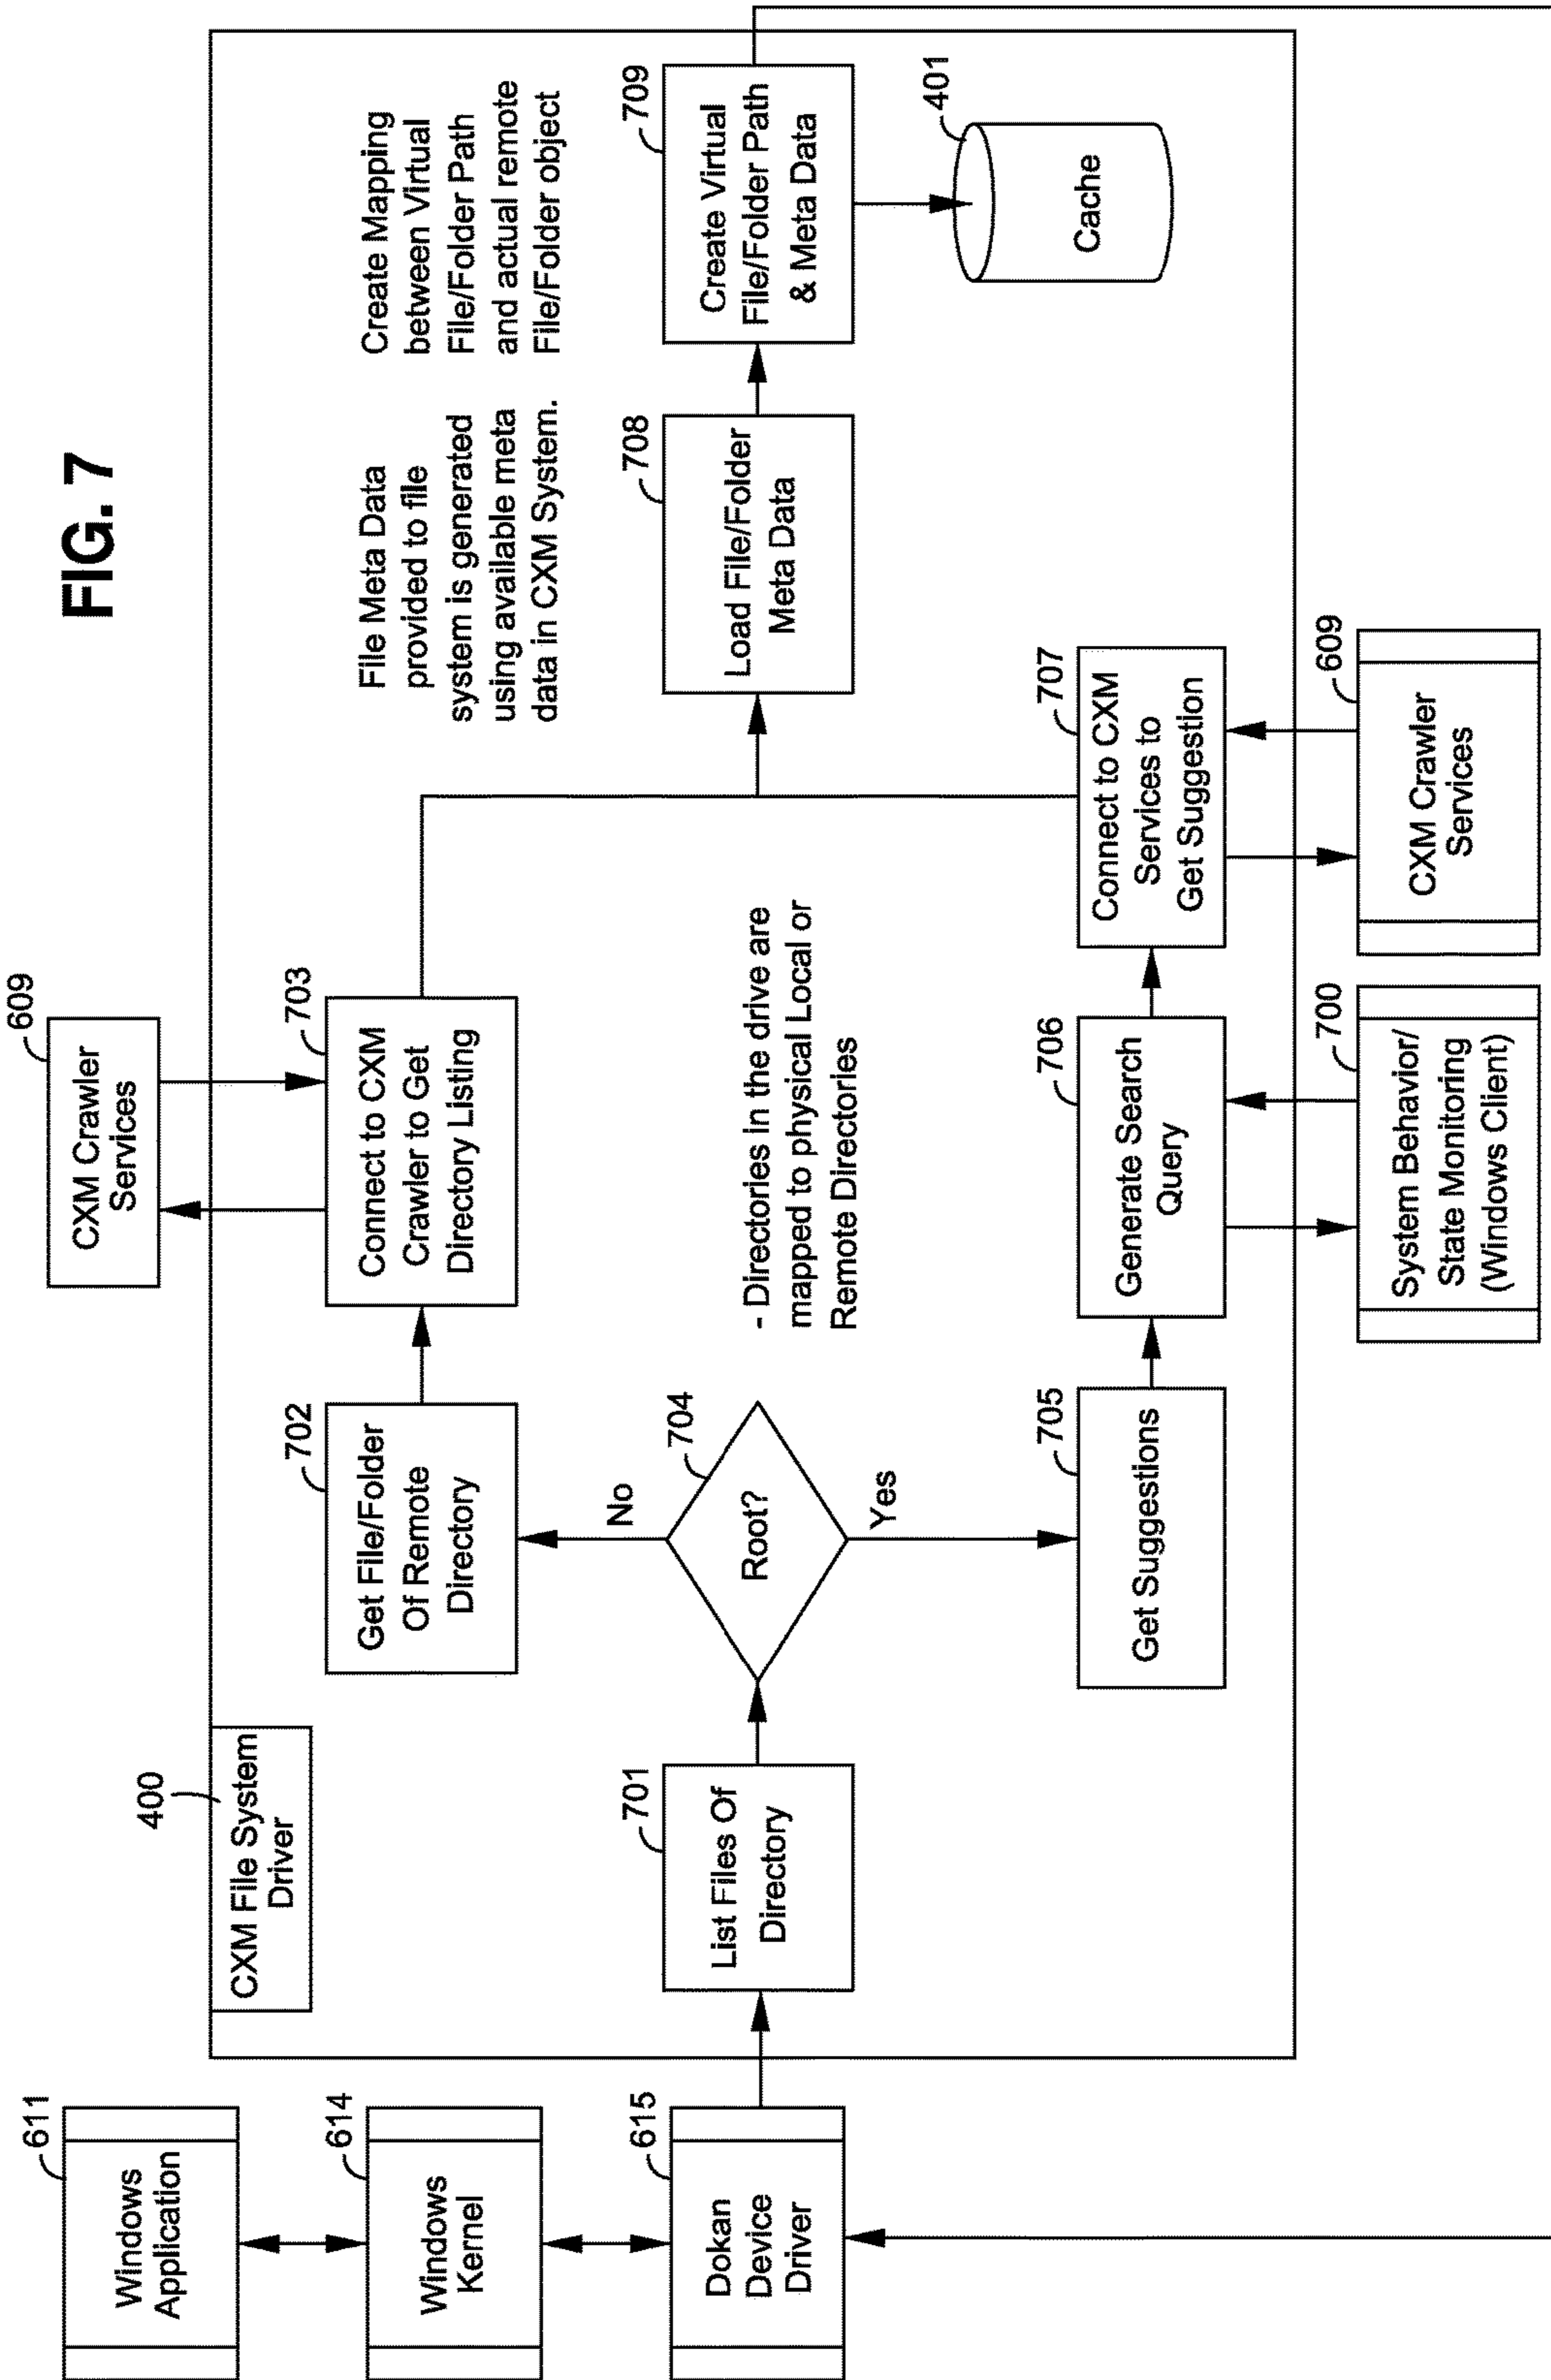 FIG. 7
611
Windows
Application
614
Windows
Kernel
615
Dokan
Device
Driver
400
CXM File System
Driver
701
List Files Of
Directory
704
Root?
No
Yes
702
Get File/Folder
Of Remote
Directory
703
Connect to CXM
Crawler to Get
Directory Listing
609
CXM Crawler
Services
- Directories in the drive are
mapped to physical Local or
Remote Directories
705
Get Suggestions
706
Generate Search
Query
700
System Behavior/
State Monitoring
(Windows Client)
707
Connect to CXM
Services to
Get Suggestion
609
CXM Crawler
Services
File Meta Data
provided to file
system is generated
using available meta
data in CXM System.
708
Load File/Folder
Meta Data
Create Mapping
between Virtual
File/Folder Path
and actual remote
File/Folder object
709
Create Virtual
File/Folder Path
& Meta Data
401
Cache